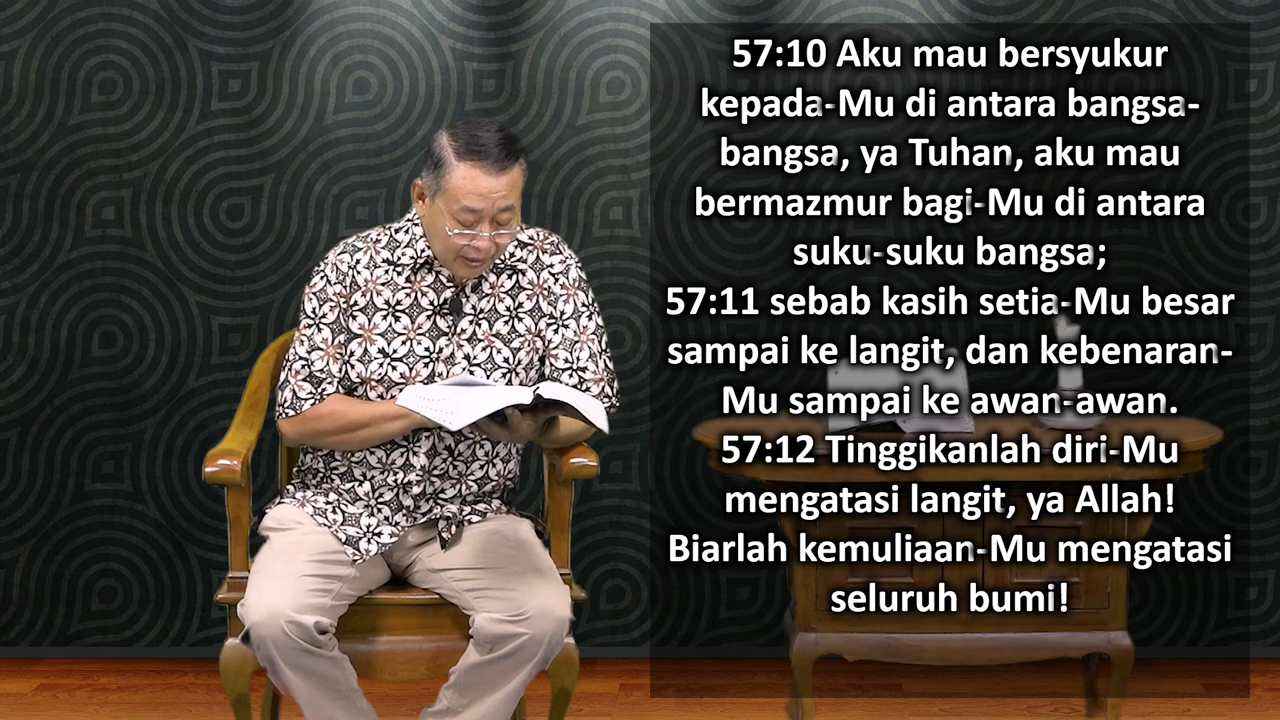 57:10 Aku mau bersyukur
kepada-Mu di antara bangsa-
bangsa, ya Tuhan, aku mau
bermazmur bagi-Mu di antara
suku-suku bangsa;
57:11 sebab kasih setia-Mu besar
sampai ke langit, dan kebenaran-
Mu sampai ke awan-awan.
57:12 Tinggikanlah diri-Mu
mengatasi langit, ya Allah!
Biarlah kemuliaan-Mu mengatasi
seluruh bumi!